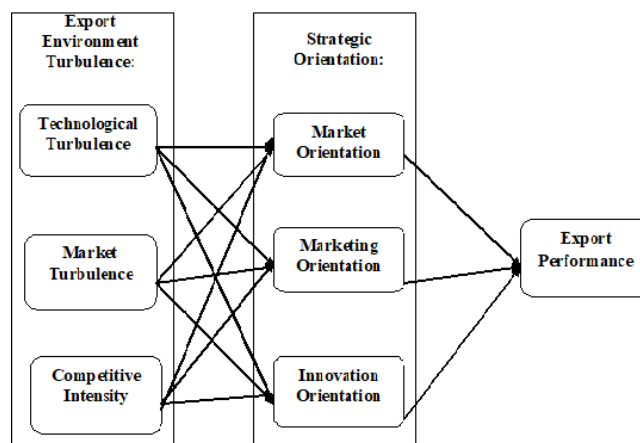 Export
Environment
Turbulence:
Technological
Turbulence
Market
Turbulence
Competitive
Intensity
Strategic
Orientation:
Market
Orientation
Marketing
Orientation
Innovation
Orientation
Export
Performance